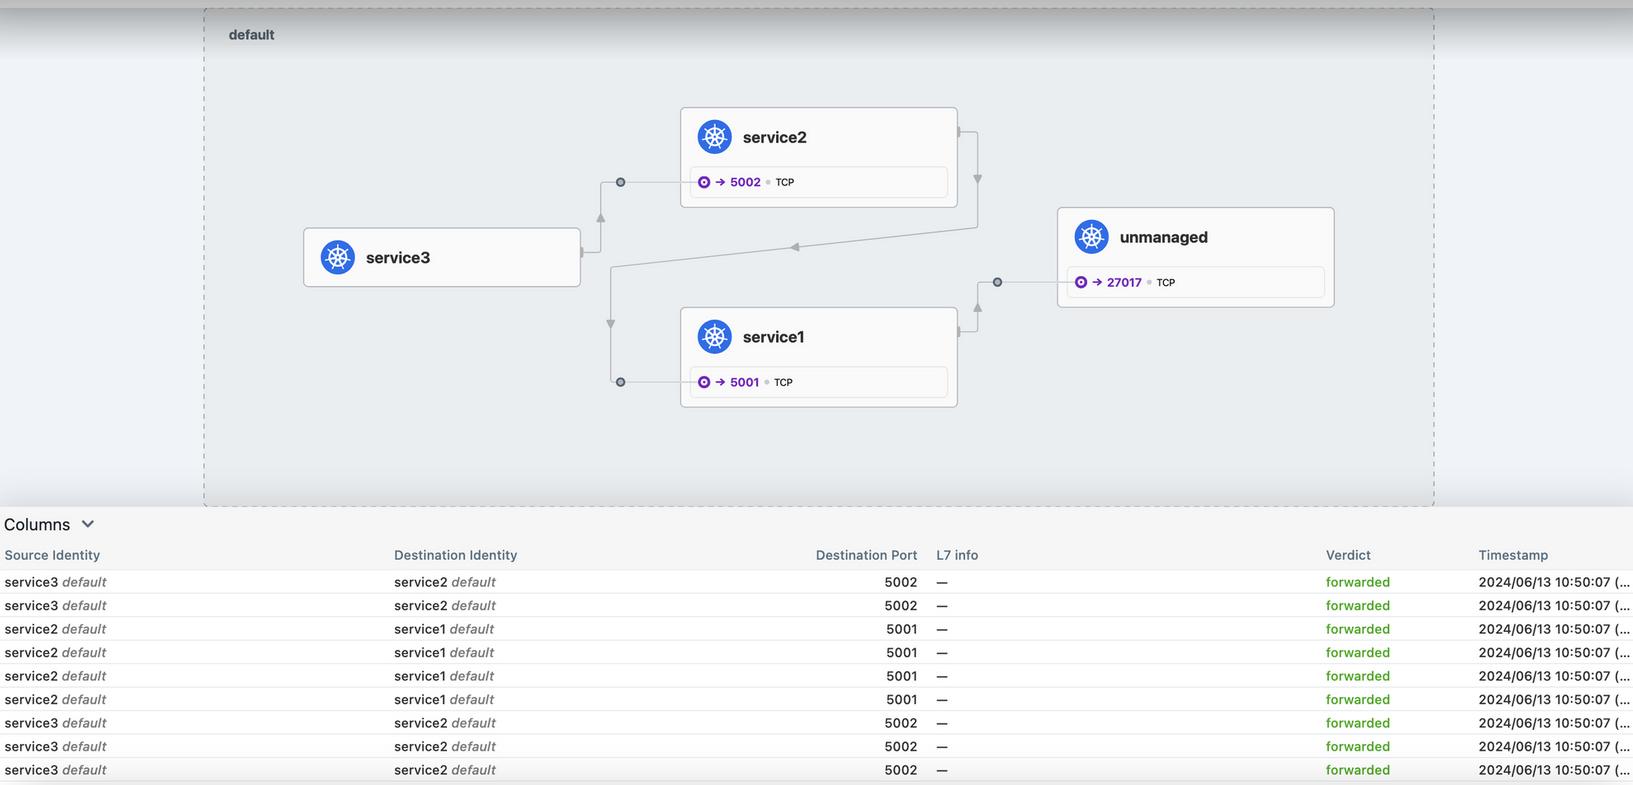 default
service2
→ 5002 • TCP
service3
unmanaged
→ 27017 • TCP
service1
→ 5001 • TCP
Columns
Source Identity Destination Identity Destination Port L7 info Verdict Timestamp
service3 default service2 default 5002 — forwarded 2024/06/13 10:50:07 (...
service3 default service2 default 5002 — forwarded 2024/06/13 10:50:07 (...
service2 default service1 default 5001 — forwarded 2024/06/13 10:50:07 (...
service2 default service1 default 5001 — forwarded 2024/06/13 10:50:07 (...
service2 default service1 default 5001 — forwarded 2024/06/13 10:50:07 (...
service2 default service1 default 5001 — forwarded 2024/06/13 10:50:07 (...
service3 default service2 default 5002 — forwarded 2024/06/13 10:50:07 (...
service3 default service2 default 5002 — forwarded 2024/06/13 10:50:07 (...
service3 default service2 default 5002 — forwarded 2024/06/13 10:50:07 (...